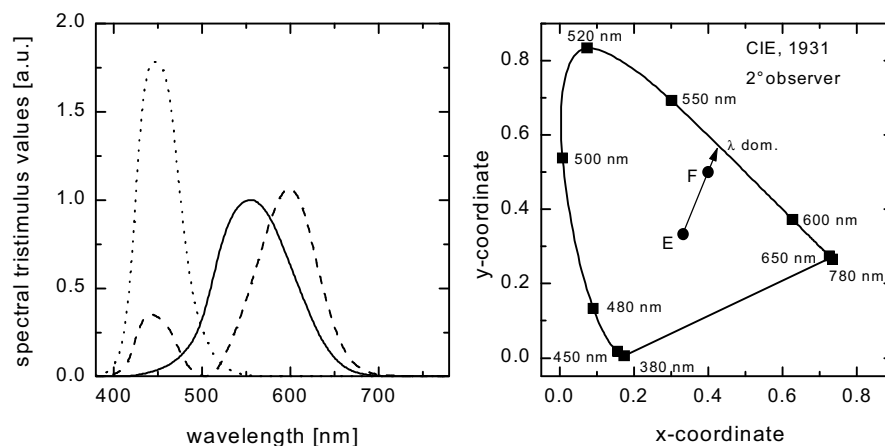 spectral tristimulus values [a.u.]
2.0
1.5
1.0
0.5
0.0
400 500 600 700
wavelength [nm]
y-coordinate
0.8
0.6
0.4
0.2
0.0
0.0 0.2 0.4 0.6 0.8
x-coordinate
520 nm
CIE, 1931
2°observer
550 nm
λ dom.
500 nm
F
E
600 nm
650 nm
780 nm
480 nm
450 nm
380 nm